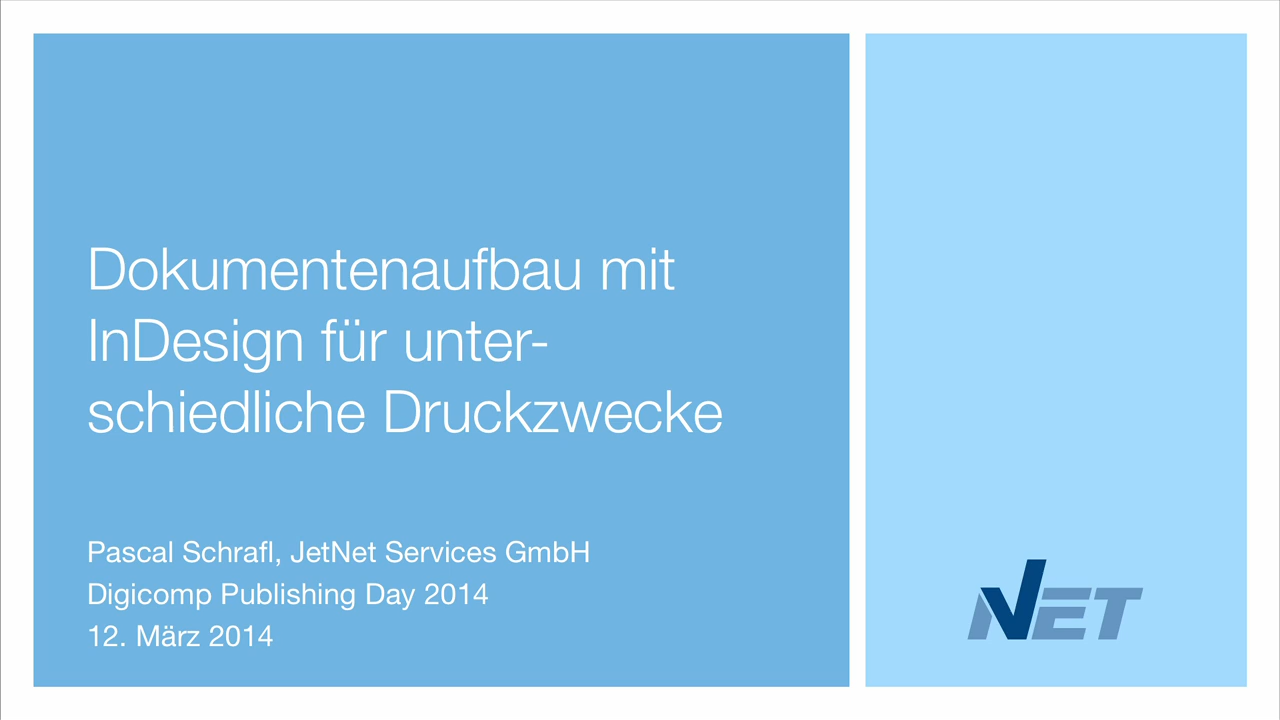 Dokumentenaufbau mit
InDesign für unter-
schiedliche Druckzwecke
Pascal Schrafl, JetNet Services GmbH
Digicomp Publishing Day 2014
12. März 2014
NET